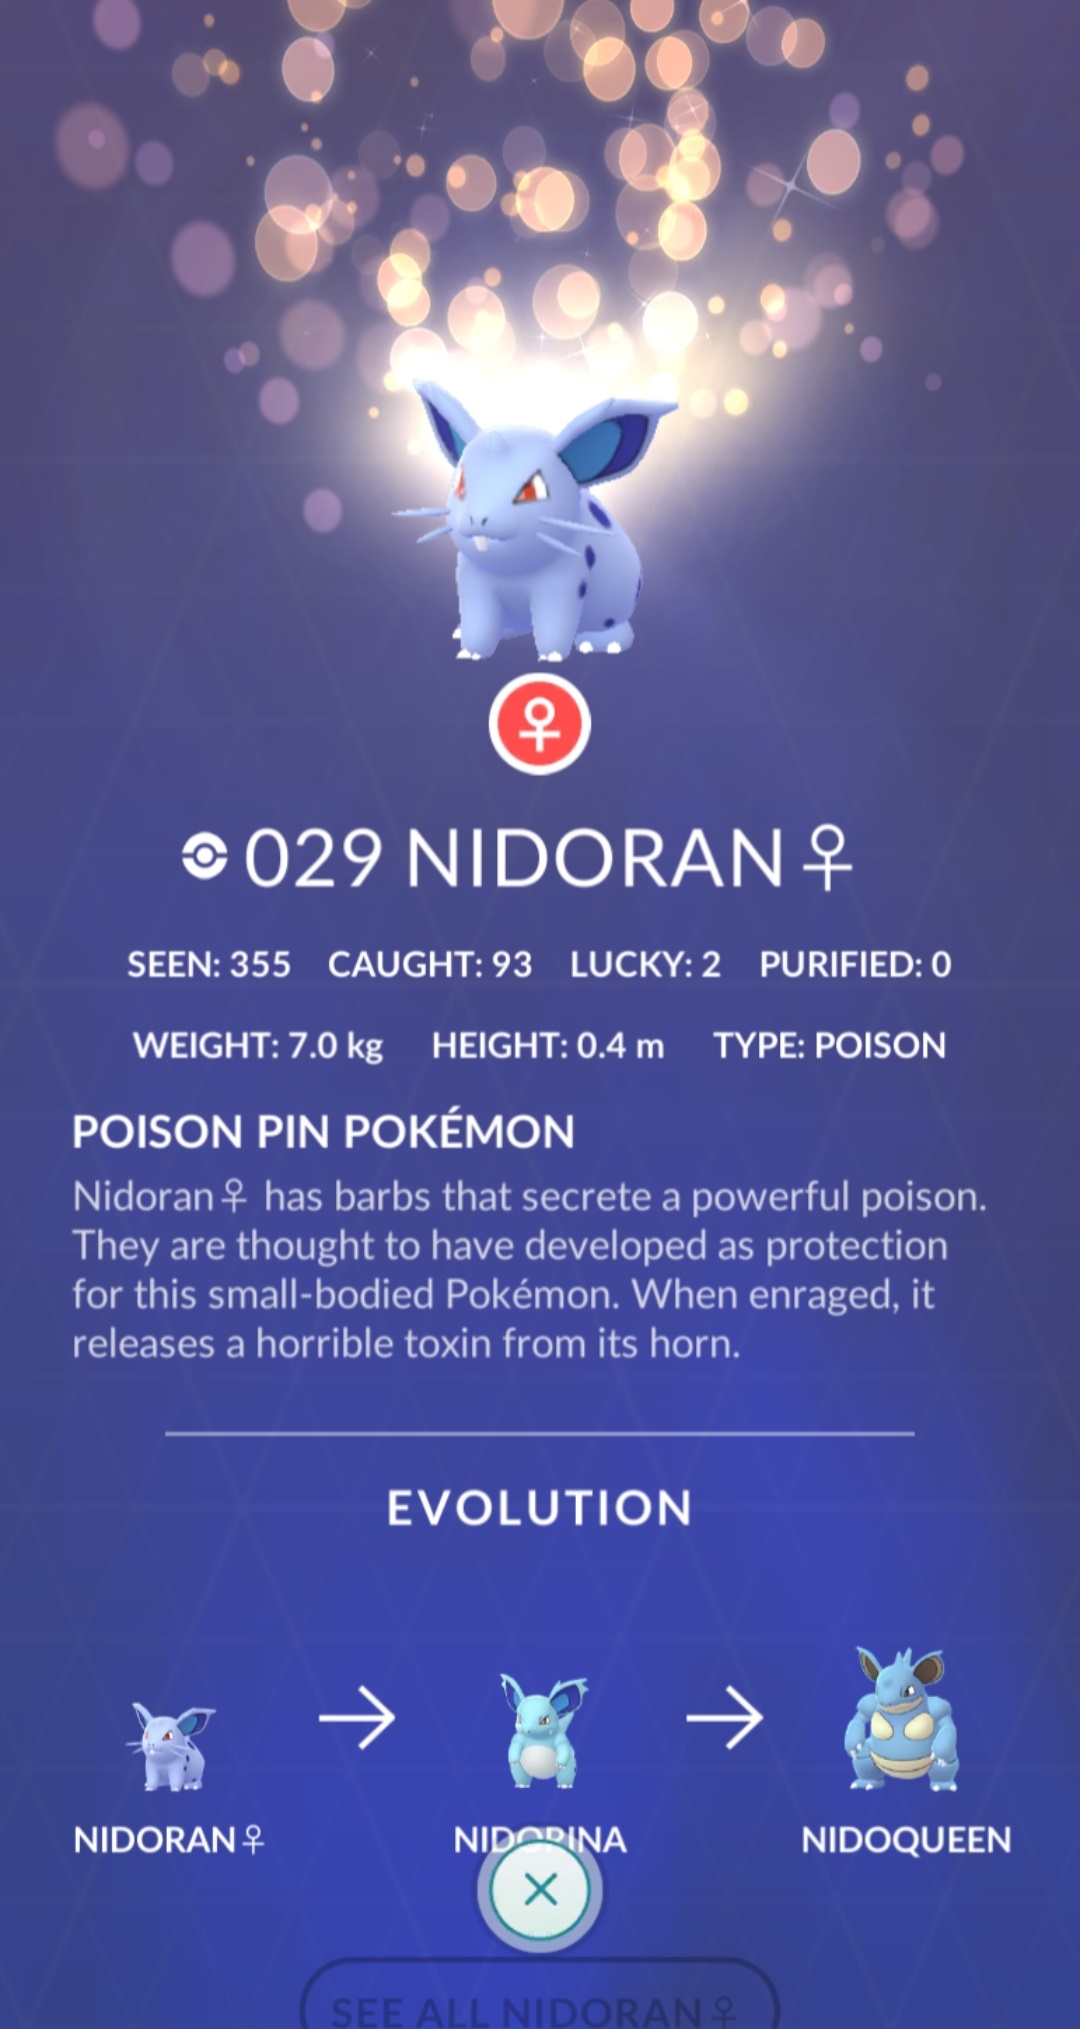 029 NIDORAN♀
SEEN: 355 CAUGHT: 93 LUCKY: 2 PURIFIED: 0
WEIGHT: 7.0 kg HEIGHT: 0.4 m TYPE: POISON
POISON PIN POKÉMON
Nidoran♀ has barbs that secrete a powerful poison.
They are thought to have developed as protection
for this small-bodied Pokémon. When enraged, it
releases a horrible toxin from its horn.
EVOLUTION
NIDORAN♀ NIDORINA NIDOQUEEN
SEE ALL NIDORAN♀